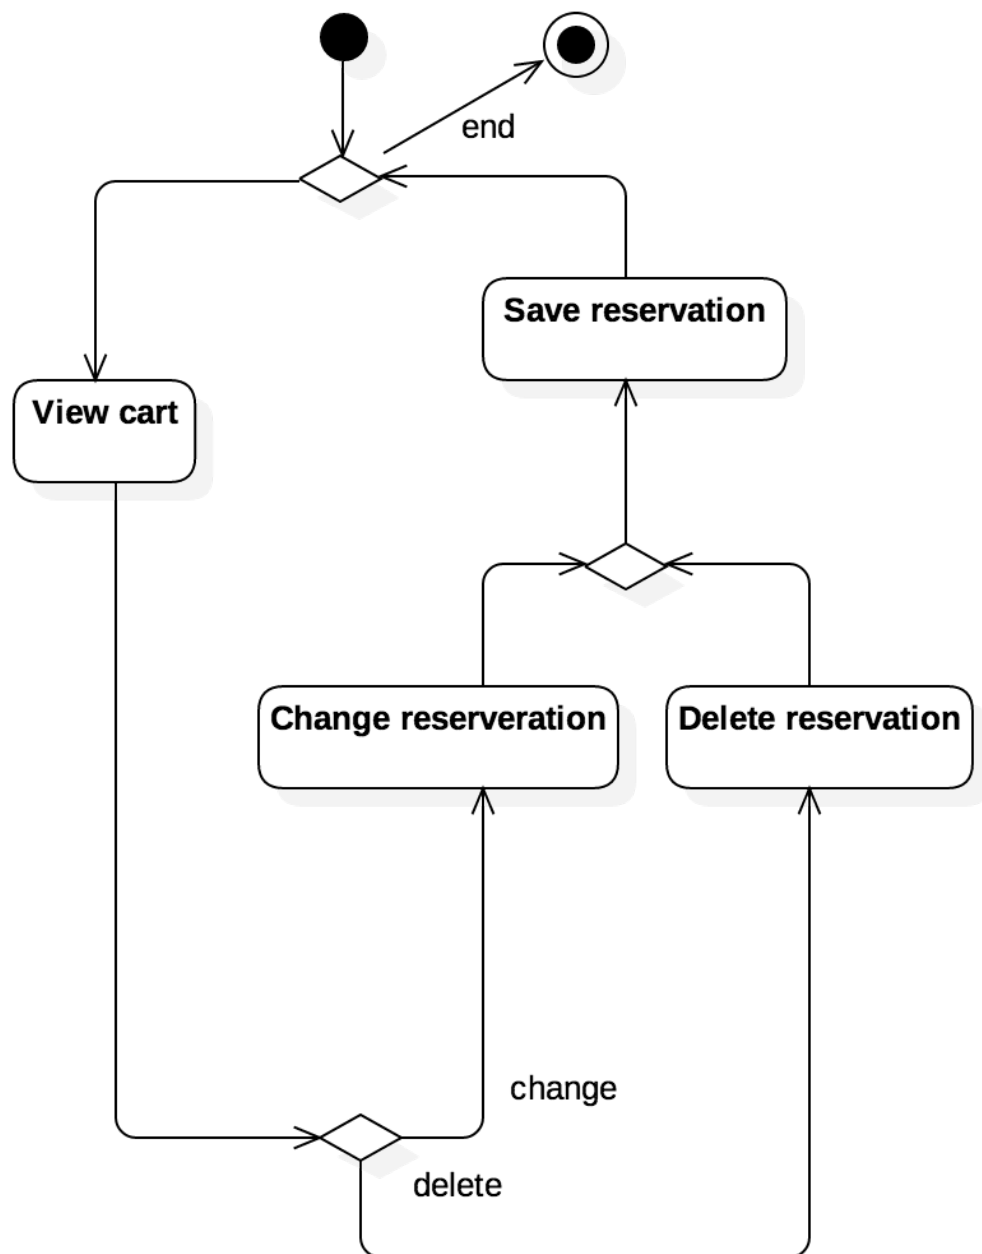 end
Save reservation
View cart
Change reserveration
Delete reservation
change
delete